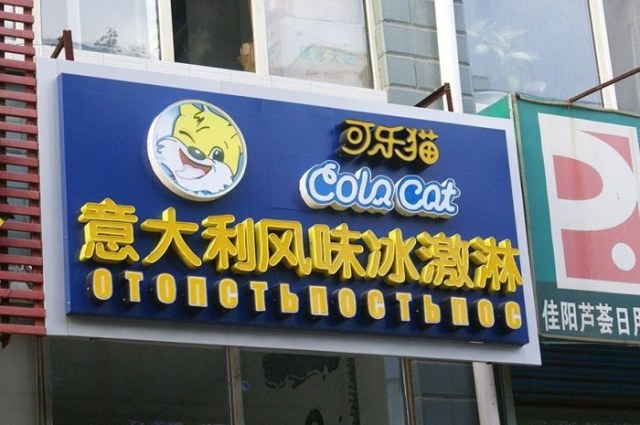 可乐猫
Cola Cat
意大利风味冰激淋
отопстьпостьпос
佳阳芦荟日用